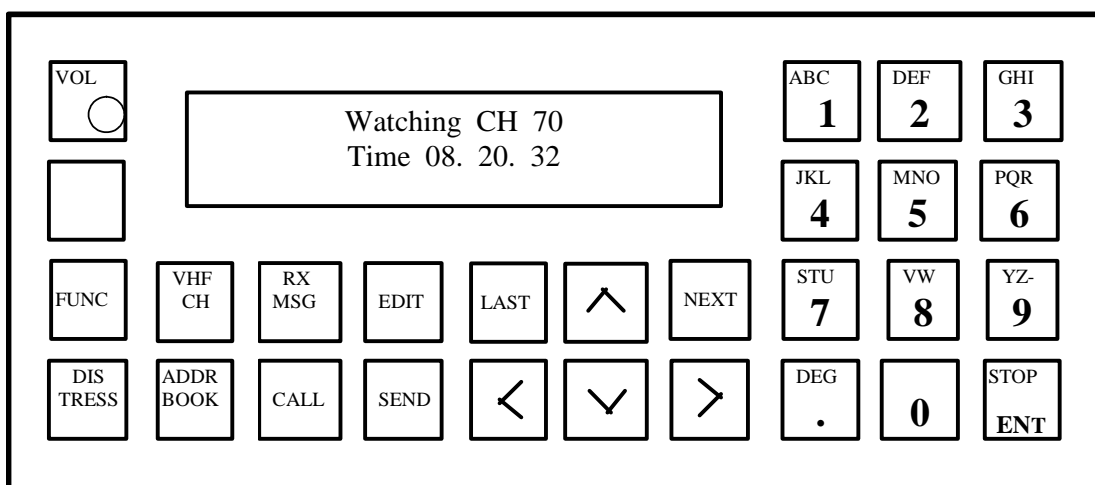 VOL
Watching CH 70
Time 08. 20. 32
ABC
1
DEF
2
GHI
3
JKL
4
MNO
5
PQR
6
FUNC
VHF
CH
RX
MSG
EDIT
LAST
NEXT
STU
7
VW
8
YZ-
9
DIS
TRESS
ADDR
BOOK
CALL
SEND
DEG
.
0
STOP
ENT